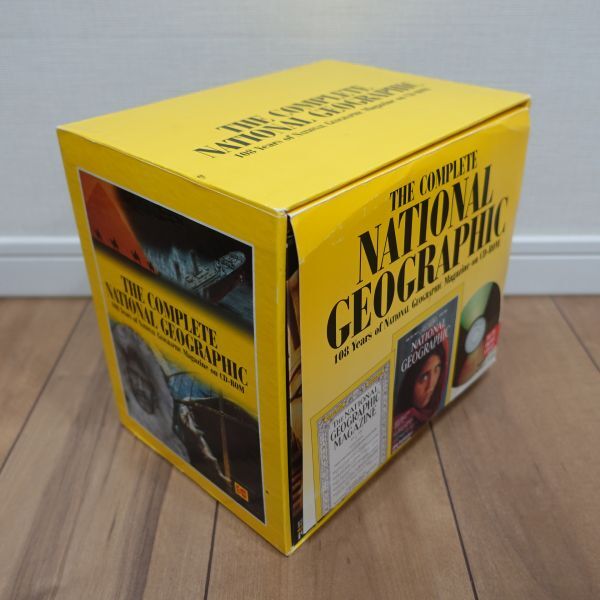 THE COMPLETE
NATIONAL GEOGRAPHIC
108 Years of National Geographic Magazine on CD-ROM
THE COMPLETE
NATIONAL
GEOGRAPHIC
108 Years of NATIONAL GEOGRAPHIC Magazine on CD-ROM
THE COMPLETE
NATIONAL GEOGRAPHIC
108 Years of National Geographic Magazine on CD-ROM
NATIONAL
GEOGRAPHIC
THE NATIONAL
GEOGRAPHIC
MAGAZINE